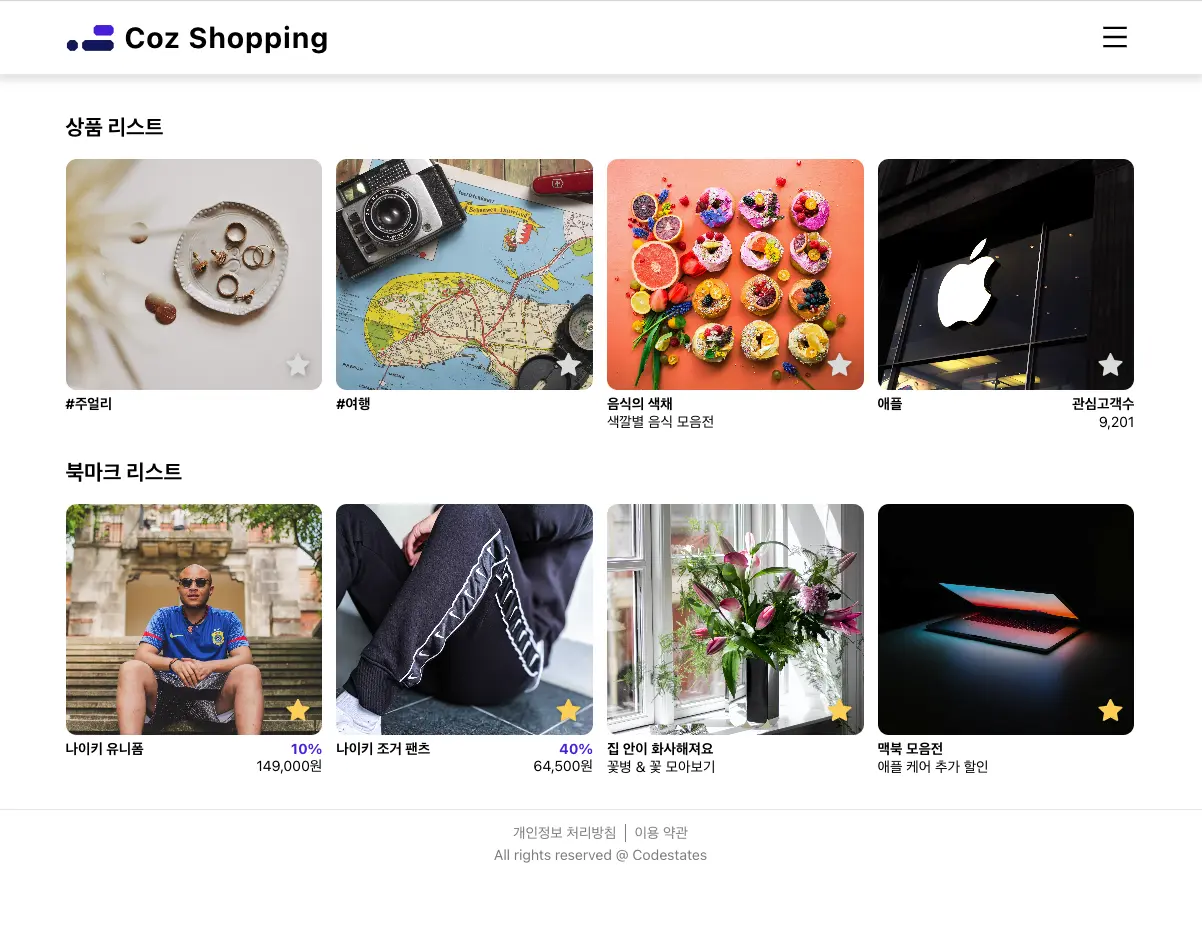 Coz Shopping
상품 리스트
#주얼리
#여행
음식의 색채
색깔별 음식 모음전
애플 관심고객수
9,201
북마크 리스트
나이키 유니폼 10%
149,000원
나이키 조거 팬츠 40%
64,500원
집 안이 화사해져요
꽃병 & 꽃 모아보기
맥북 모음전
애플 케어 추가 할인
개인정보 처리방침 | 이용 약관
All rights reserved @ Codestates